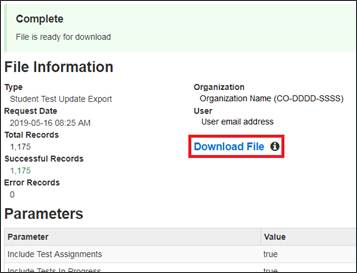 Complete
File is ready for download
File Information
Type
Student Test Update Export
Request Date
2019-05-16 08:25 AM
Total Records
1,175
Successful Records
1,175
Error Records
0
Organization
Organization Name (CO-DDDD-SSSS)
User
User email address
Download File
Parameters
Parameter Value
Include Test Assignments true
Include Tests In Progress true